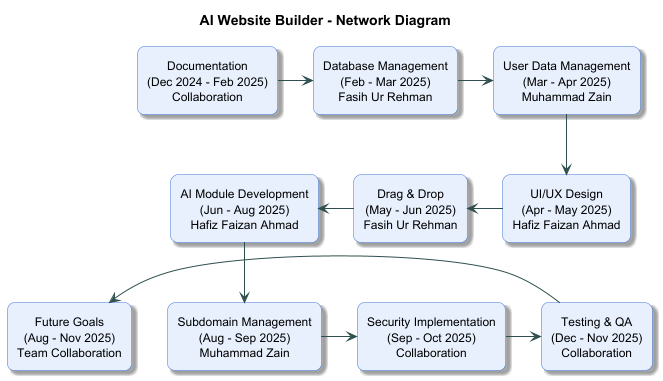 AI Website Builder - Network Diagram
Documentation
(Dec 2024 - Feb 2025)
Collaboration
Database Management
(Feb - Mar 2025)
Fasih Ur Rehman
User Data Management
(Mar - Apr 2025)
Muhammad Zain
AI Module Development
(Jun - Aug 2025)
Hafiz Faizan Ahmad
Drag & Drop
(May - Jun 2025)
Fasih Ur Rehman
UI/UX Design
(Apr - May 2025)
Hafiz Faizan Ahmad
Future Goals
(Aug - Nov 2025)
Team Collaboration
Subdomain Management
(Aug - Sep 2025)
Muhammad Zain
Security Implementation
(Sep - Oct 2025)
Collaboration
Testing & QA
(Dec - Nov 2025)
Collaboration